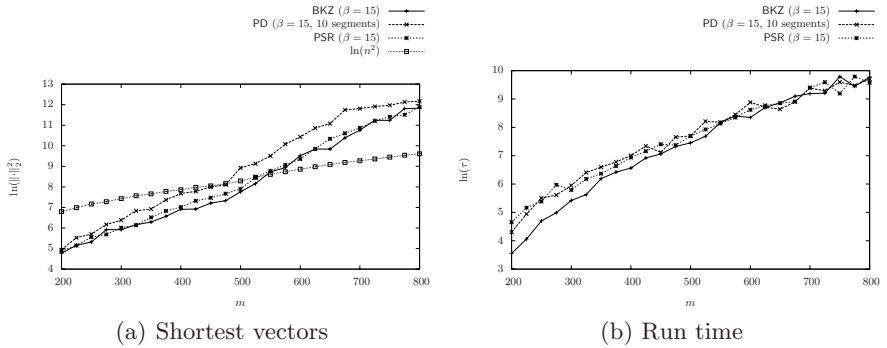 BKZ (β = 15)
PD (β = 15, 10 segments)
PSR (β = 15)
ln(n²)
13
12
11
10
9
8
7
6
5
4
ln(||·||₂²)
200 300 400 500 600 700 800
m
(a) Shortest vectors
BKZ (β = 15)
PD (β = 15, 10 segments)
PSR (β = 15)
10
9
8
7
6
5
4
3
ln(τ)
200 300 400 500 600 700 800
m
(b) Run time